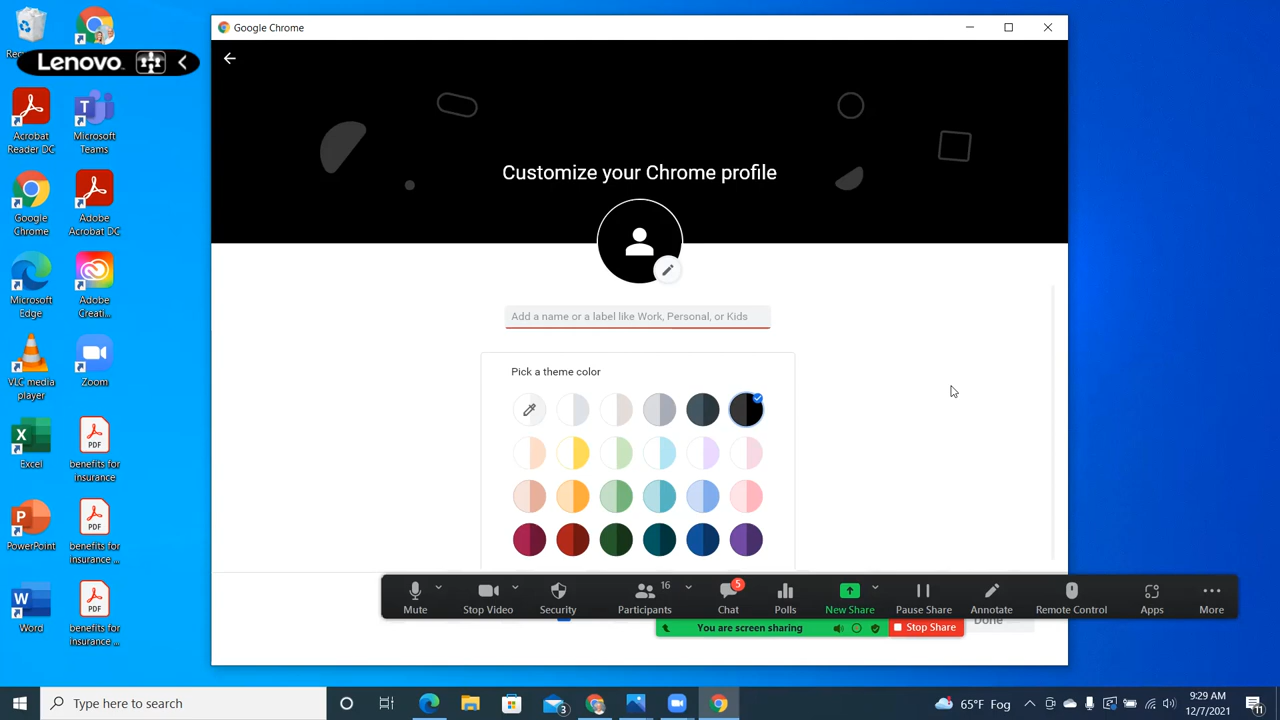 Google Chrome
Recy
Lenovo
Acrobat
Reader DC
Microsoft
Teams
Google
Chrome
Adobe
Acrobat DC
Microsoft
Edge
Adobe
Creati...
VLC media
player
Zoom
Excel
PDF
benefits for
insurance
PowerPoint
PDF
benefits for
insurance ...
Word
PDF
benefits for
insurance ...
Customize your Chrome profile
Add a name or a label like Work, Personal, or Kids
Pick a theme color
16
5
Mute
Stop Video
Security
Participants
Chat
Polls
New Share
Pause Share
Annotate
Remote Control
Apps
More
You are screen sharing
Stop Share
Done
Type here to search
3
65°F Fog
9:29 AM
12/7/2021
11